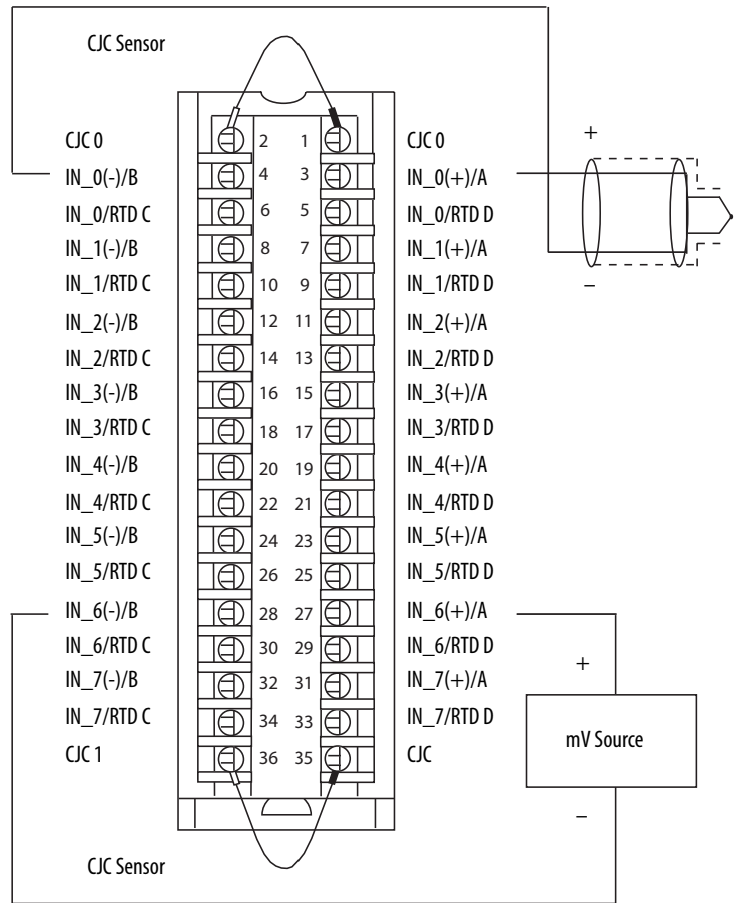 CJC Sensor
CJC 0 2 1 CJC 0 +
IN_0(-)/B 4 3 IN_0(+)/A
IN_0/RTD C 6 5 IN_0/RTD D
IN_1(-)/B 8 7 IN_1(+)/A
IN_1/RTD C 10 9 IN_1/RTD D –
IN_2(-)/B 12 11 IN_2(+)/A
IN_2/RTD C 14 13 IN_2/RTD D
IN_3(-)/B 16 15 IN_3(+)/A
IN_3/RTD C 18 17 IN_3/RTD D
IN_4(-)/B 20 19 IN_4(+)/A
IN_4/RTD C 22 21 IN_4/RTD D
IN_5(-)/B 24 23 IN_5(+)/A
IN_5/RTD C 26 25 IN_5/RTD D
IN_6(-)/B 28 27 IN_6(+)/A
IN_6/RTD C 30 29 IN_6/RTD D +
IN_7(-)/B 32 31 IN_7(+)/A
IN_7/RTD C 34 33 IN_7/RTD D
mV Source
CJC 1 36 35 CJC
–
CJC Sensor